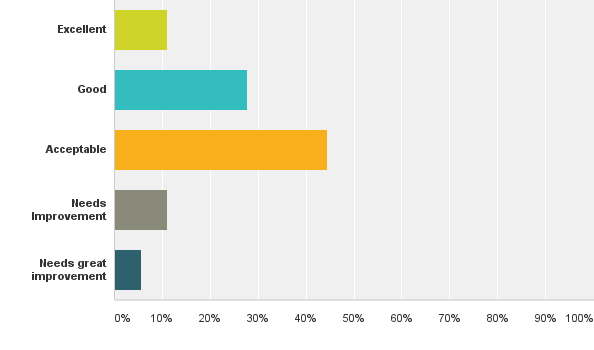 Excellent
Good
Acceptable
Needs
Improvement
Needs great
improvement
0% 10% 20% 30% 40% 50% 60% 70% 80% 90% 100%